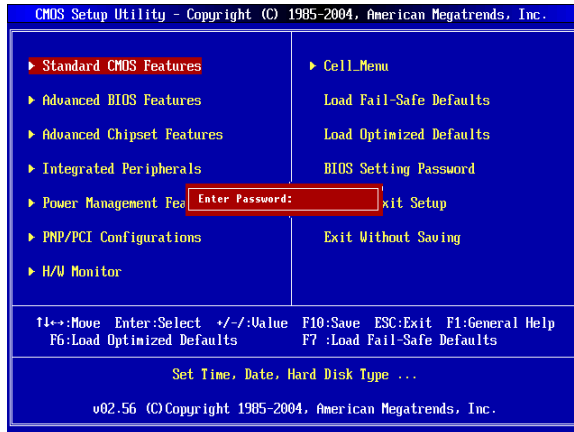 CMOS Setup Utility - Copyright (C) 1985-2004, American Megatrends, Inc.
Standard CMOS Features
Advanced BIOS Features
Advanced Chipset Features
Integrated Peripherals
Power Management Fea
PNP/PCI Configurations
H/W Monitor
Cell_Menu
Load Fail-Safe Defaults
Load Optimized Defaults
BIOS Setting Password
xit Setup
Exit Without Saving
Enter Password:
↑↓←→:Move Enter:Select +/-/:Value F10:Save ESC:Exit F1:General Help
F6:Load Optimized Defaults F7 :Load Fail-Safe Defaults
Set Time, Date, Hard Disk Type ...
v02.56 (C)Copyright 1985-2004, American Megatrends, Inc.